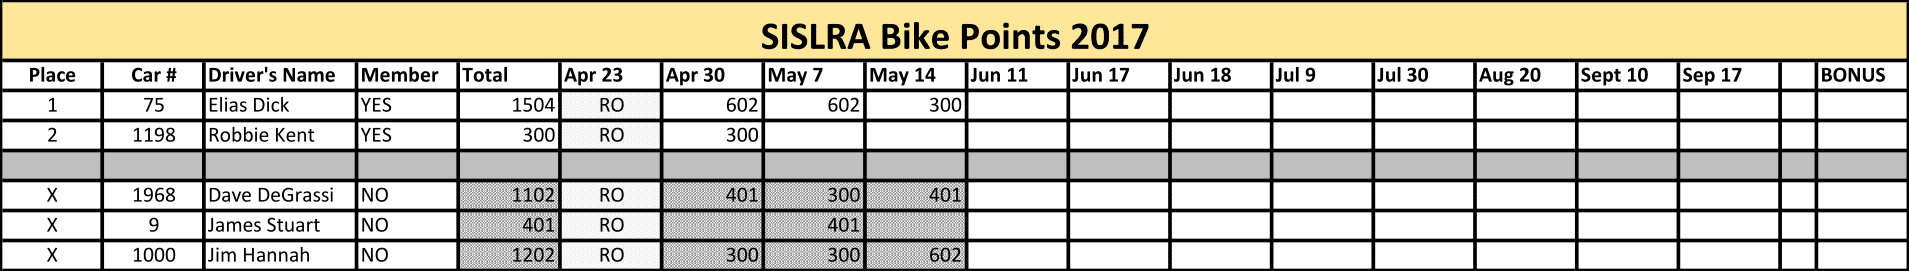 SISLRA Bike Points 2017
Place Car # Driver's Name Member Total Apr 23 Apr 30 May 7 May 14 Jun 11 Jun 17 Jun 18 Jul 9 Jul 30 Aug 20 Sept 10 Sep 17 BONUS
1 75 Elias Dick YES 1504 RO 602 602 300
2 1198 Robbie Kent YES 300 RO 300
X 1968 Dave DeGrassi NO 1102 RO 401 300 401
X 9 James Stuart NO 401 RO 401
X 1000 Jim Hannah NO 1202 RO 300 300 602